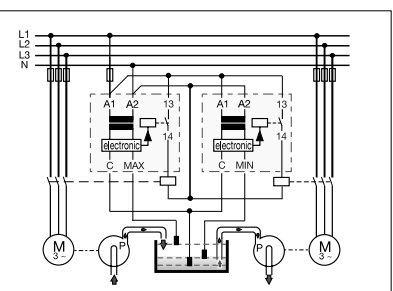 L1
L2
L3
N
A1 A2 13 A1 A2 13
14 14
electronic electronic
C MAX C MIN
M 3~ P P M 3~